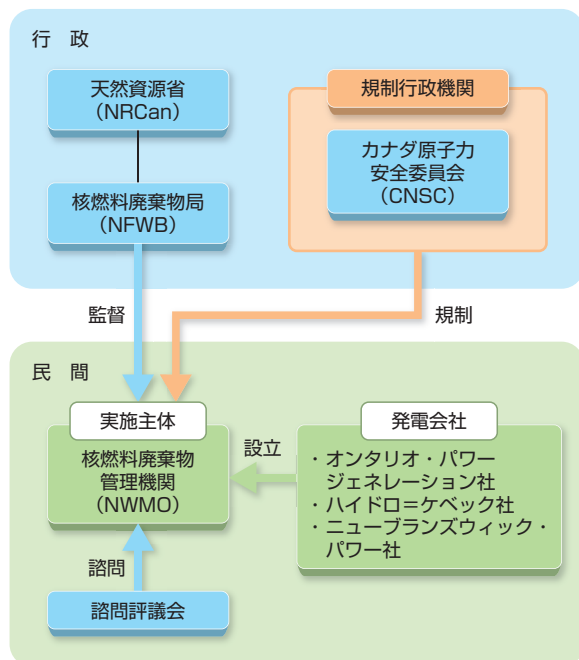 行　政
天然資源省
（NRCan）
規制行政機関
カナダ原子力
安全委員会
（CNSC）
核燃料廃棄物局
（NFWB）
監督
規制
民　間
実施主体
核燃料廃棄物
管理機関
（NWMO）
設立
発電会社
・オンタリオ・パワー
ジェネレーション社
・ハイドロ＝ケベック社
・ニューブランズウィック・
パワー社
諮問
諮問評議会